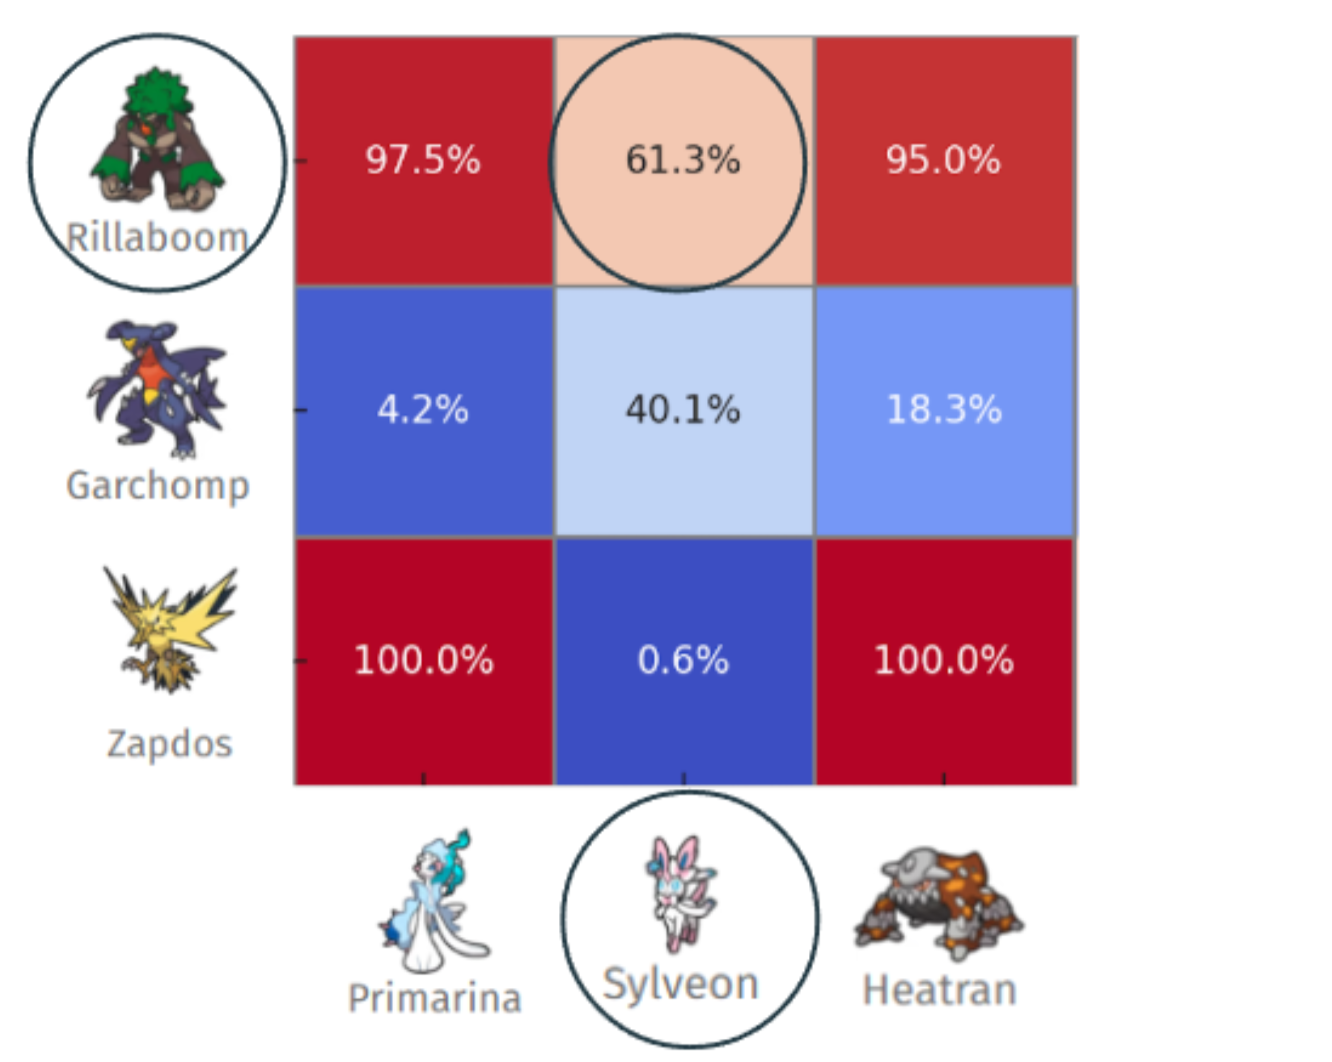 97.5% 61.3% 95.0%
Rillaboom
4.2% 40.1% 18.3%
Garchomp
100.0% 0.6% 100.0%
Zapdos
Primarina Sylveon Heatran